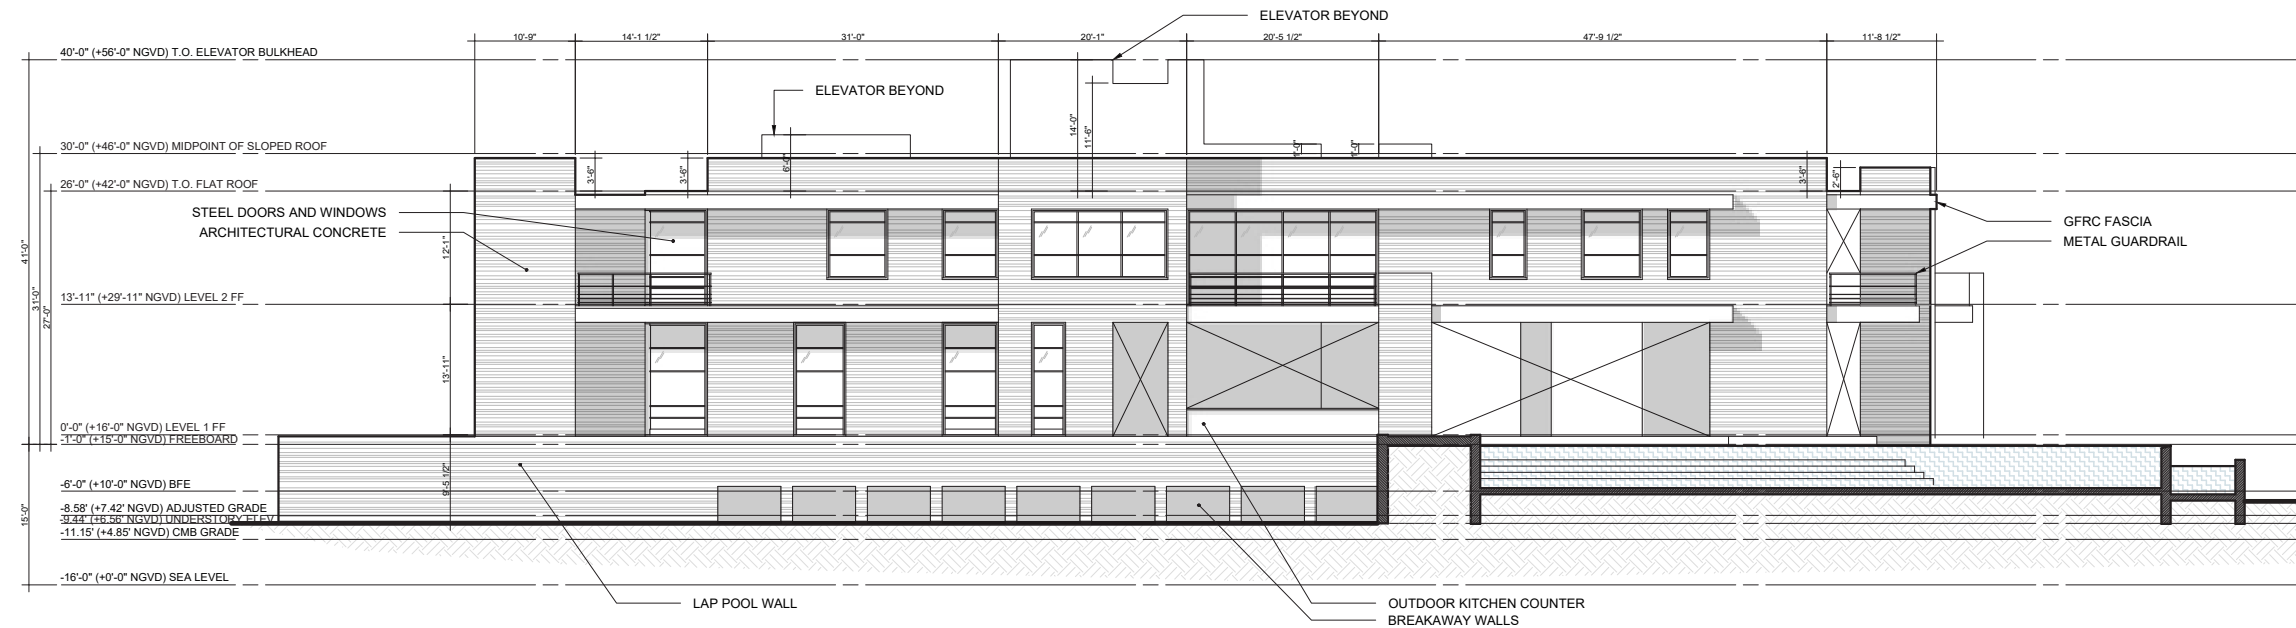 ELEVATOR BEYOND
10'-9" 14'-1 1/2" 31'-0" 20'-1" 20'-5 1/2" 47'-9 1/2" 11'-8 1/2"
40'-0" (+56'-0" NGVD) T.O. ELEVATOR BULKHEAD
ELEVATOR BEYOND
14'-0"
11'-6"
30'-0" (+46'-0" NGVD) MIDPOINT OF SLOPED ROOF
1'-0"
1'-0"
3'-6"
3'-6"
6'-0"
3'-6"
2'-6"
26'-0" (+42'-0" NGVD) T.O. FLAT ROOF
STEEL DOORS AND WINDOWS
ARCHITECTURAL CONCRETE
GFRC FASCIA
METAL GUARDRAIL
41'-0"
31'-0"
27'-0"
12'-1"
13'-11" (+29'-11" NGVD) LEVEL 2 FF
13'-11"
0'-0" (+16'-0" NGVD) LEVEL 1 FF
-1'-0" (+15'-0" NGVD) FREEBOARD
9'-5 1/2"
-6'-0" (+10'-0" NGVD) BFE
-8.58' (+7.42' NGVD) ADJUSTED GRADE
-9.44' (+6.56' NGVD) UNDERSTORY ELEV
-11.15' (+4.85' NGVD) CMB GRADE
15'-0"
-16'-0" (+0'-0" NGVD) SEA LEVEL
LAP POOL WALL
OUTDOOR KITCHEN COUNTER
BREAKAWAY WALLS